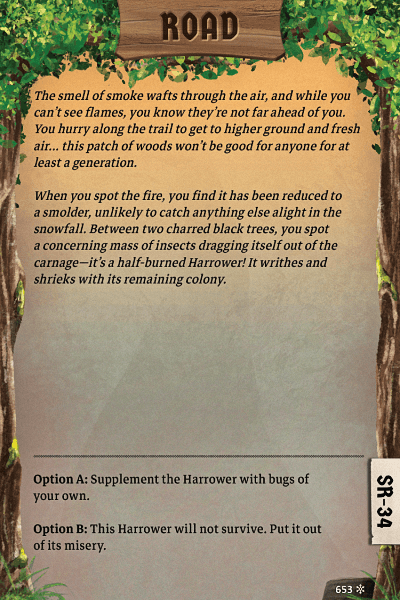 ROAD
The smell of smoke wafts through the air, and while you
can't see flames, you know they're not far ahead of you.
You hurry along the trail to get to higher ground and fresh
air... this patch of woods won't be good for anyone for at
least a generation.
When you spot the fire, you find it has been reduced to
a smolder, unlikely to catch anything else alight in the
snowfall. Between two charred black trees, you spot
a concerning mass of insects dragging itself out of the
carnage—it's a half-burned Harrower! It writhes and
shrieks with its remaining colony.
Option A: Supplement the Harrower with bugs of
your own.
Option B: This Harrower will not survive. Put it out
of its misery.
SR-34
653